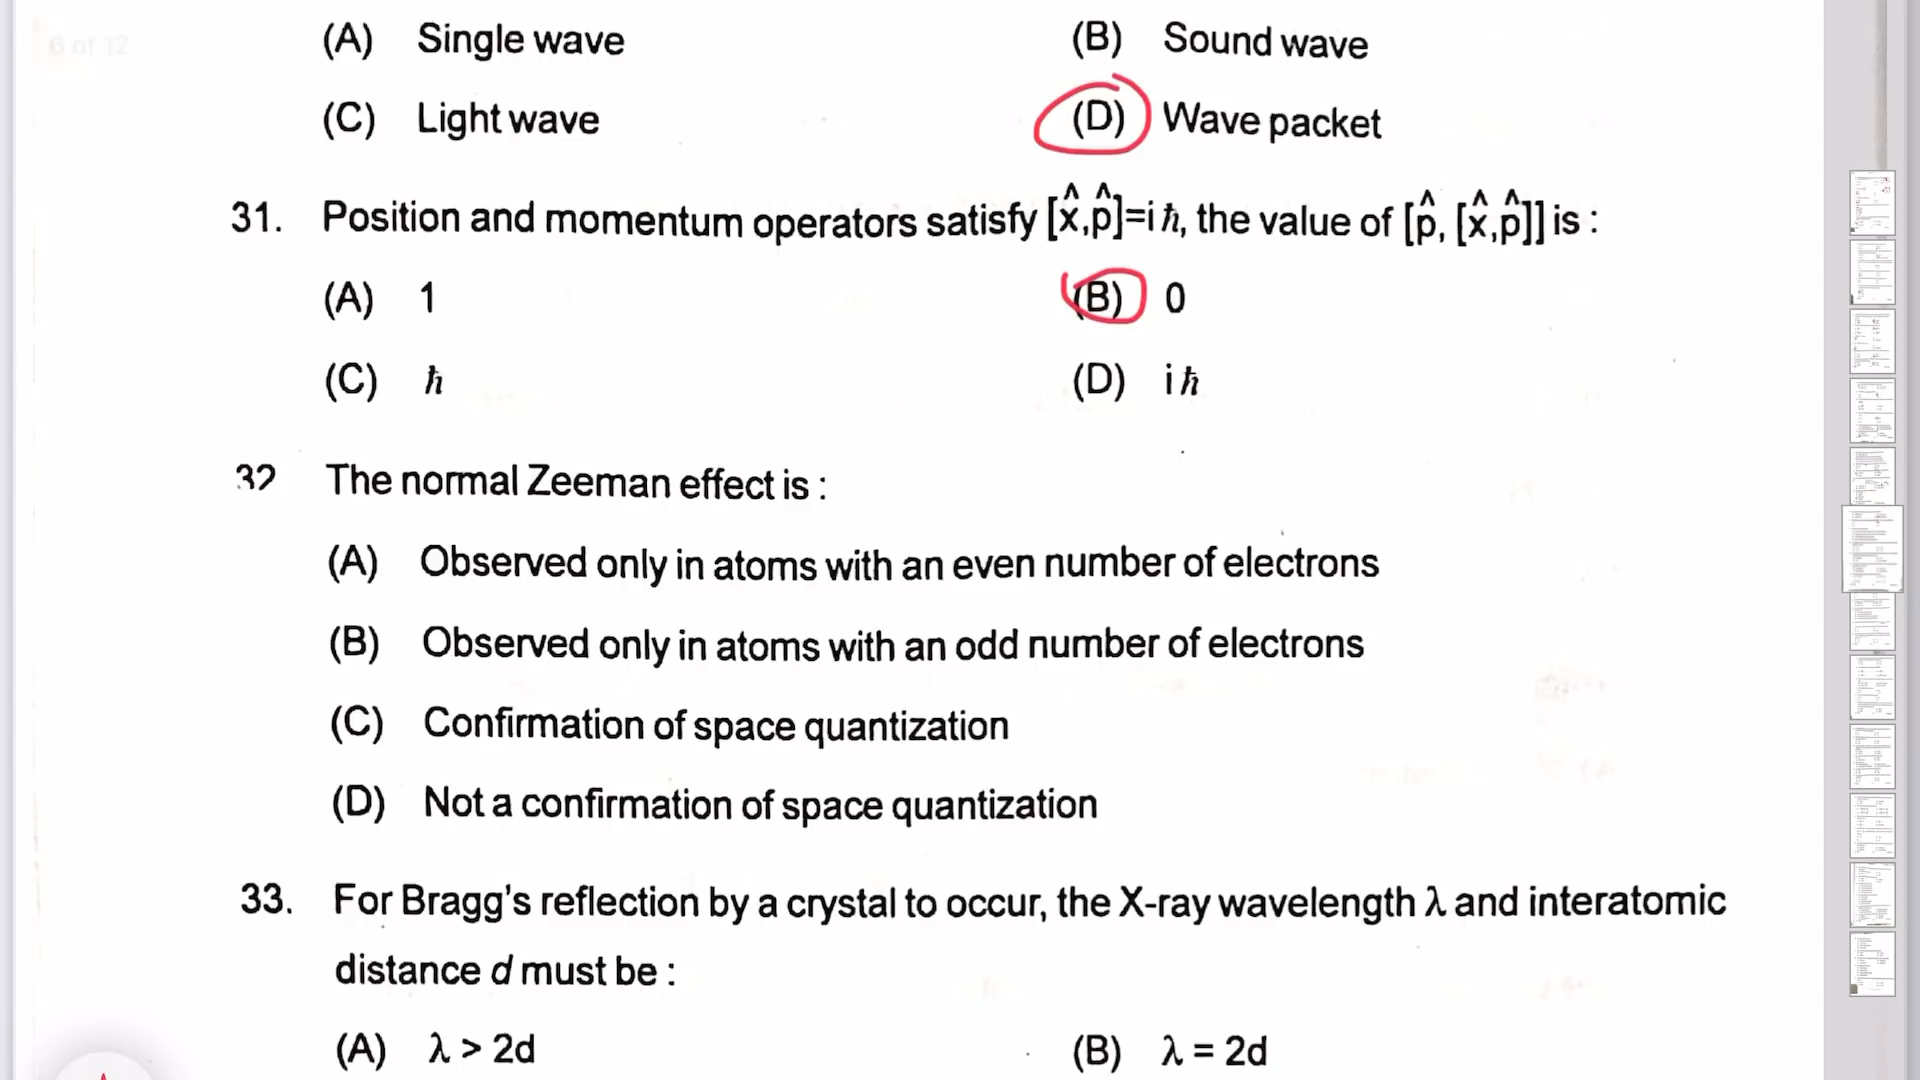 6 of 12
(A) Single wave (B) Sound wave
(C) Light wave (D) Wave packet
31. Position and momentum operators satisfy [x̂,p̂]=iℏ, the value of [p̂, [x̂,p̂]] is :
(A) 1 (B) 0
(C) ℏ (D) iℏ
32 The normal Zeeman effect is :
(A) Observed only in atoms with an even number of electrons
(B) Observed only in atoms with an odd number of electrons
(C) Confirmation of space quantization
(D) Not a confirmation of space quantization
33. For Bragg's reflection by a crystal to occur, the X-ray wavelength λ and interatomic
distance d must be :
(A) λ > 2d (B) λ = 2d